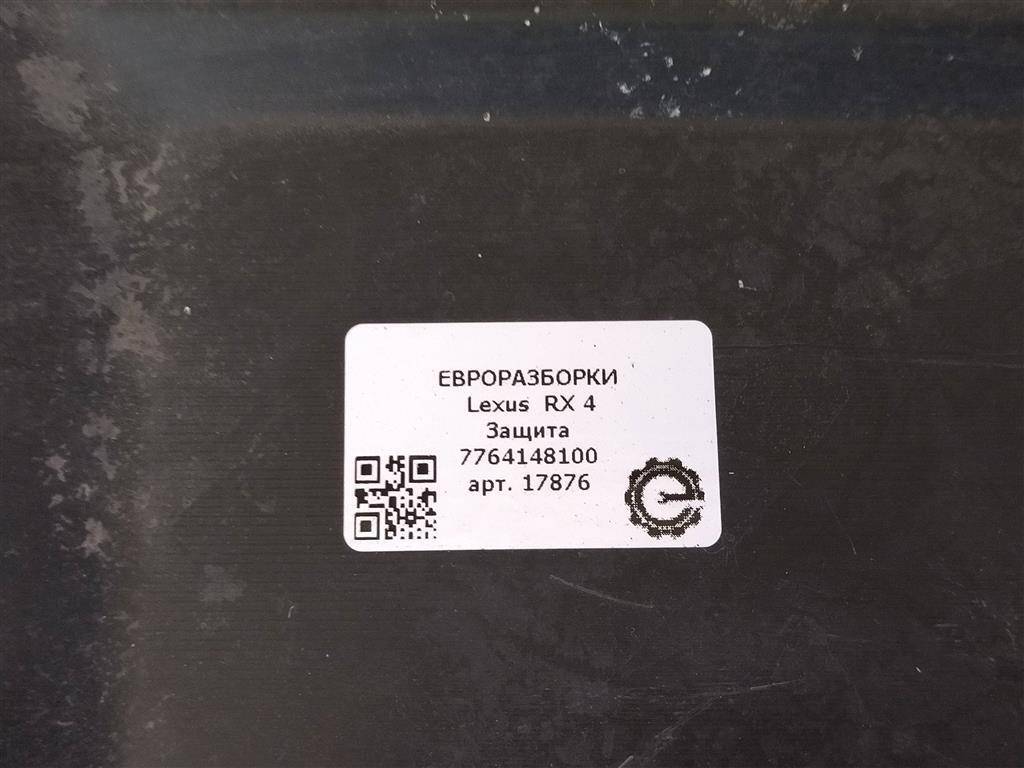 ЕВРОРАЗБОРКИ
Lexus RX 4
Защита
7764148100
арт. 17876